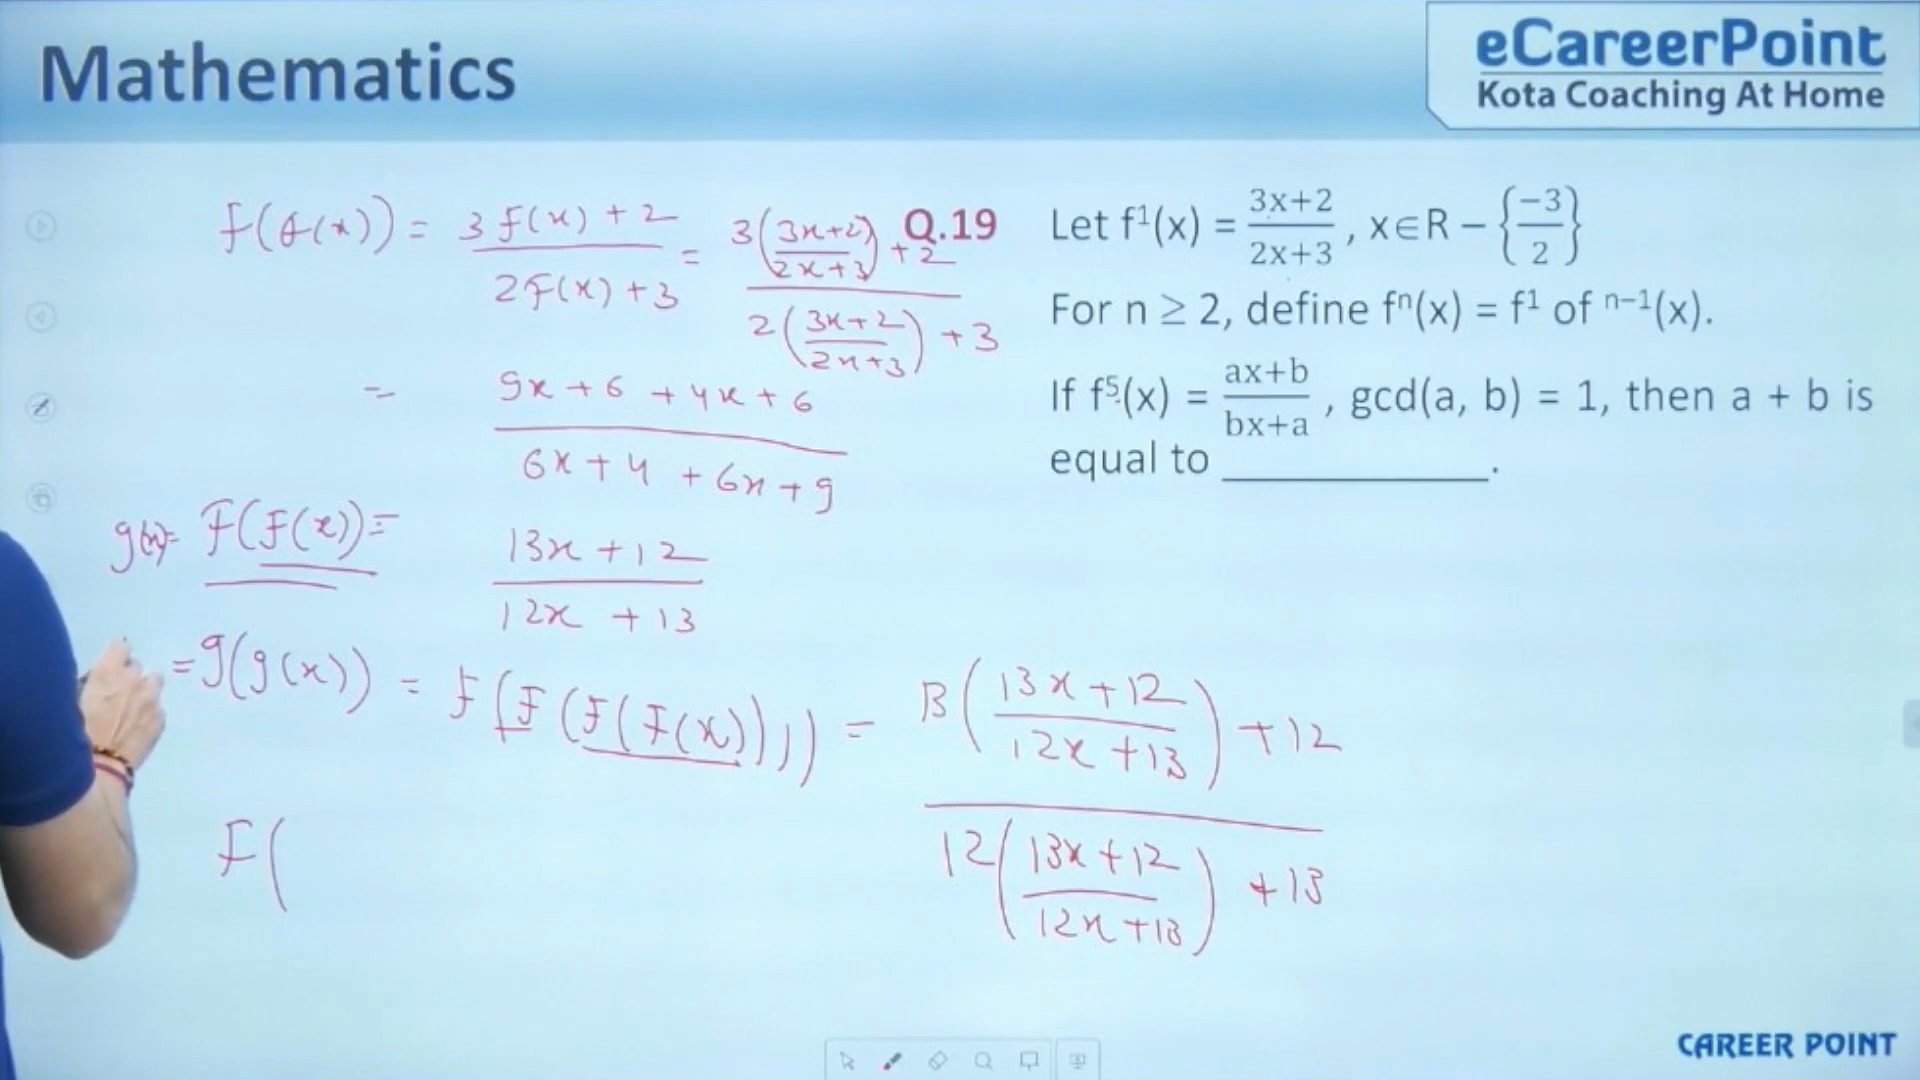 Mathematics
eCareerPoint
Kota Coaching At Home
Q.19 Let f¹(x) = (3x+2)/(2x+3) , x∈R – {−3/2}
For n ≥ 2, define fⁿ(x) = f¹ of ⁿ⁻¹(x).
If f⁵(x) = (ax+b)/(bx+a) , gcd(a, b) = 1, then a + b is
equal to ____________.
F(f(x)) = (3f(x)+2)/(2F(x)+3) = (3((3x+2)/(2x+3))+2)/(2((3x+2)/(2x+3))+3)
= (9x+6+4x+6)/(6x+4+6x+9)
g(x)= F(F(x))= (13x+12)/(12x+13)
=g(g(x)) = F(F(F(F(x)))) = (13((13x+12)/(12x+13))+12)/(12((13x+12)/(12x+13))+13)
F(
CAREER POINT